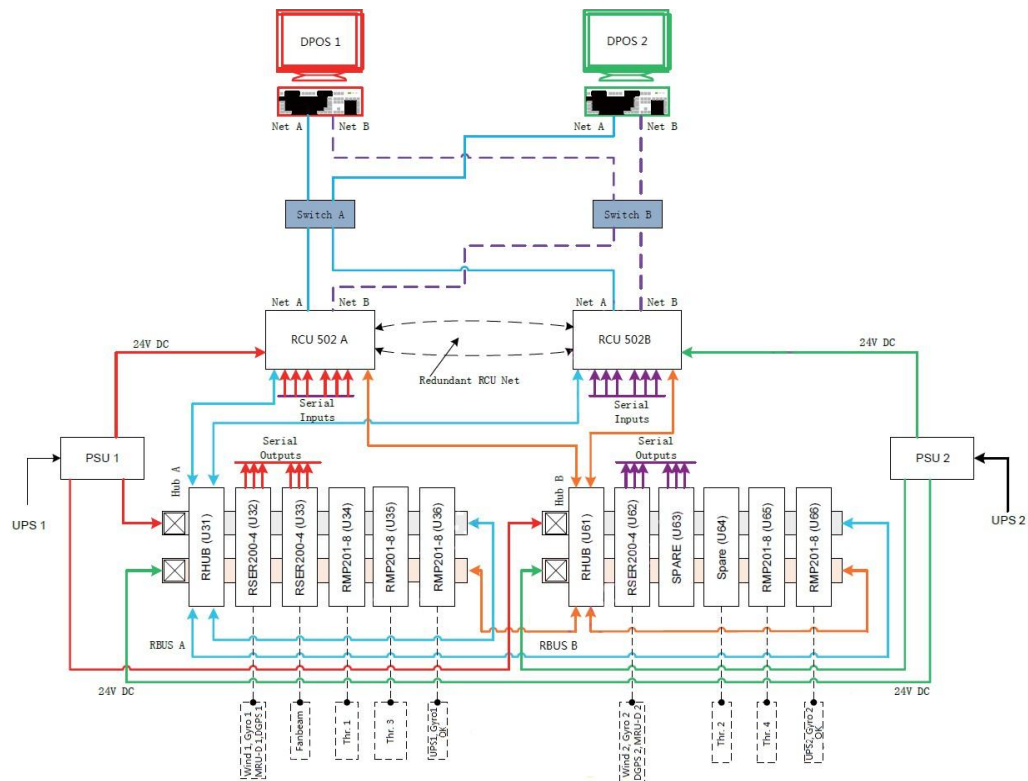 DPOS 1
DPOS 2
Net A
Net B
Net A
Net B
Switch A
Switch B
Net A
Net B
Net A
Net B
RCU 502 A
RCU 502B
24V DC
24V DC
Redundant RCU Net
Serial
Inputs
Serial
Inputs
PSU 1
PSU 2
Serial
Outputs
Serial
Outputs
Hub A
Hub B
UPS 1
UPS 2
RHUB (U31)
RSER200-4 (U32)
RSER200-4 (U33)
RMP201-8 (U34)
RMP201-8 (U35)
RMP201-8 (U36)
RHUB (U61)
RSER200-4 (U62)
SPARE (U63)
Spare (U64)
RMP201-8 (U65)
RMP201-8 (U66)
RBUS A
RBUS B
24V DC
24V DC
Wind 1, Gyro 1
MRU-D 1,DGPS 1
Fanbeam
Thr. 1
Thr. 3
UPS1, Gyro1
OK
Wind 2, Gyro 2
DGPS 2, MRU-D 2
Thr. 2
Thr. 4
UPS2, Gyro 2
OK